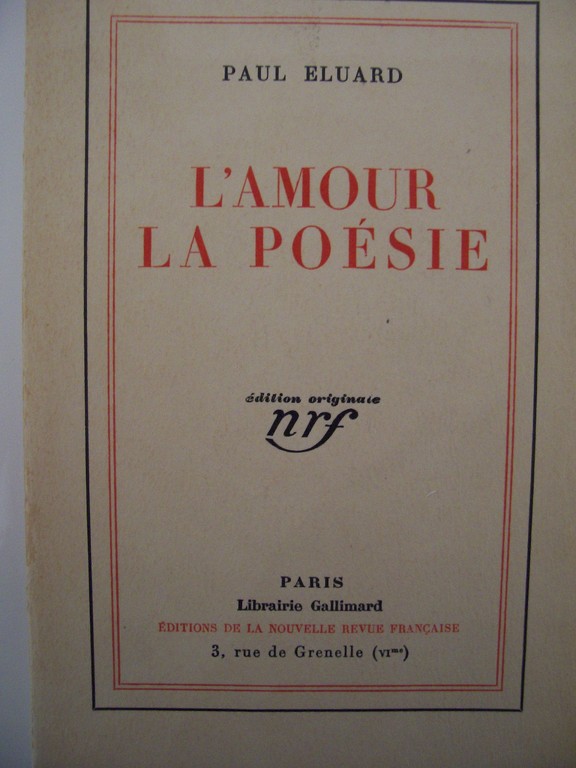 PAUL ELUARD
L'AMOUR
LA POÉSIE
édition originale
nrf
PARIS
Librairie Gallimard
ÉDITIONS DE LA NOUVELLE REVUE FRANÇAISE
3, rue de Grenelle (VIme)